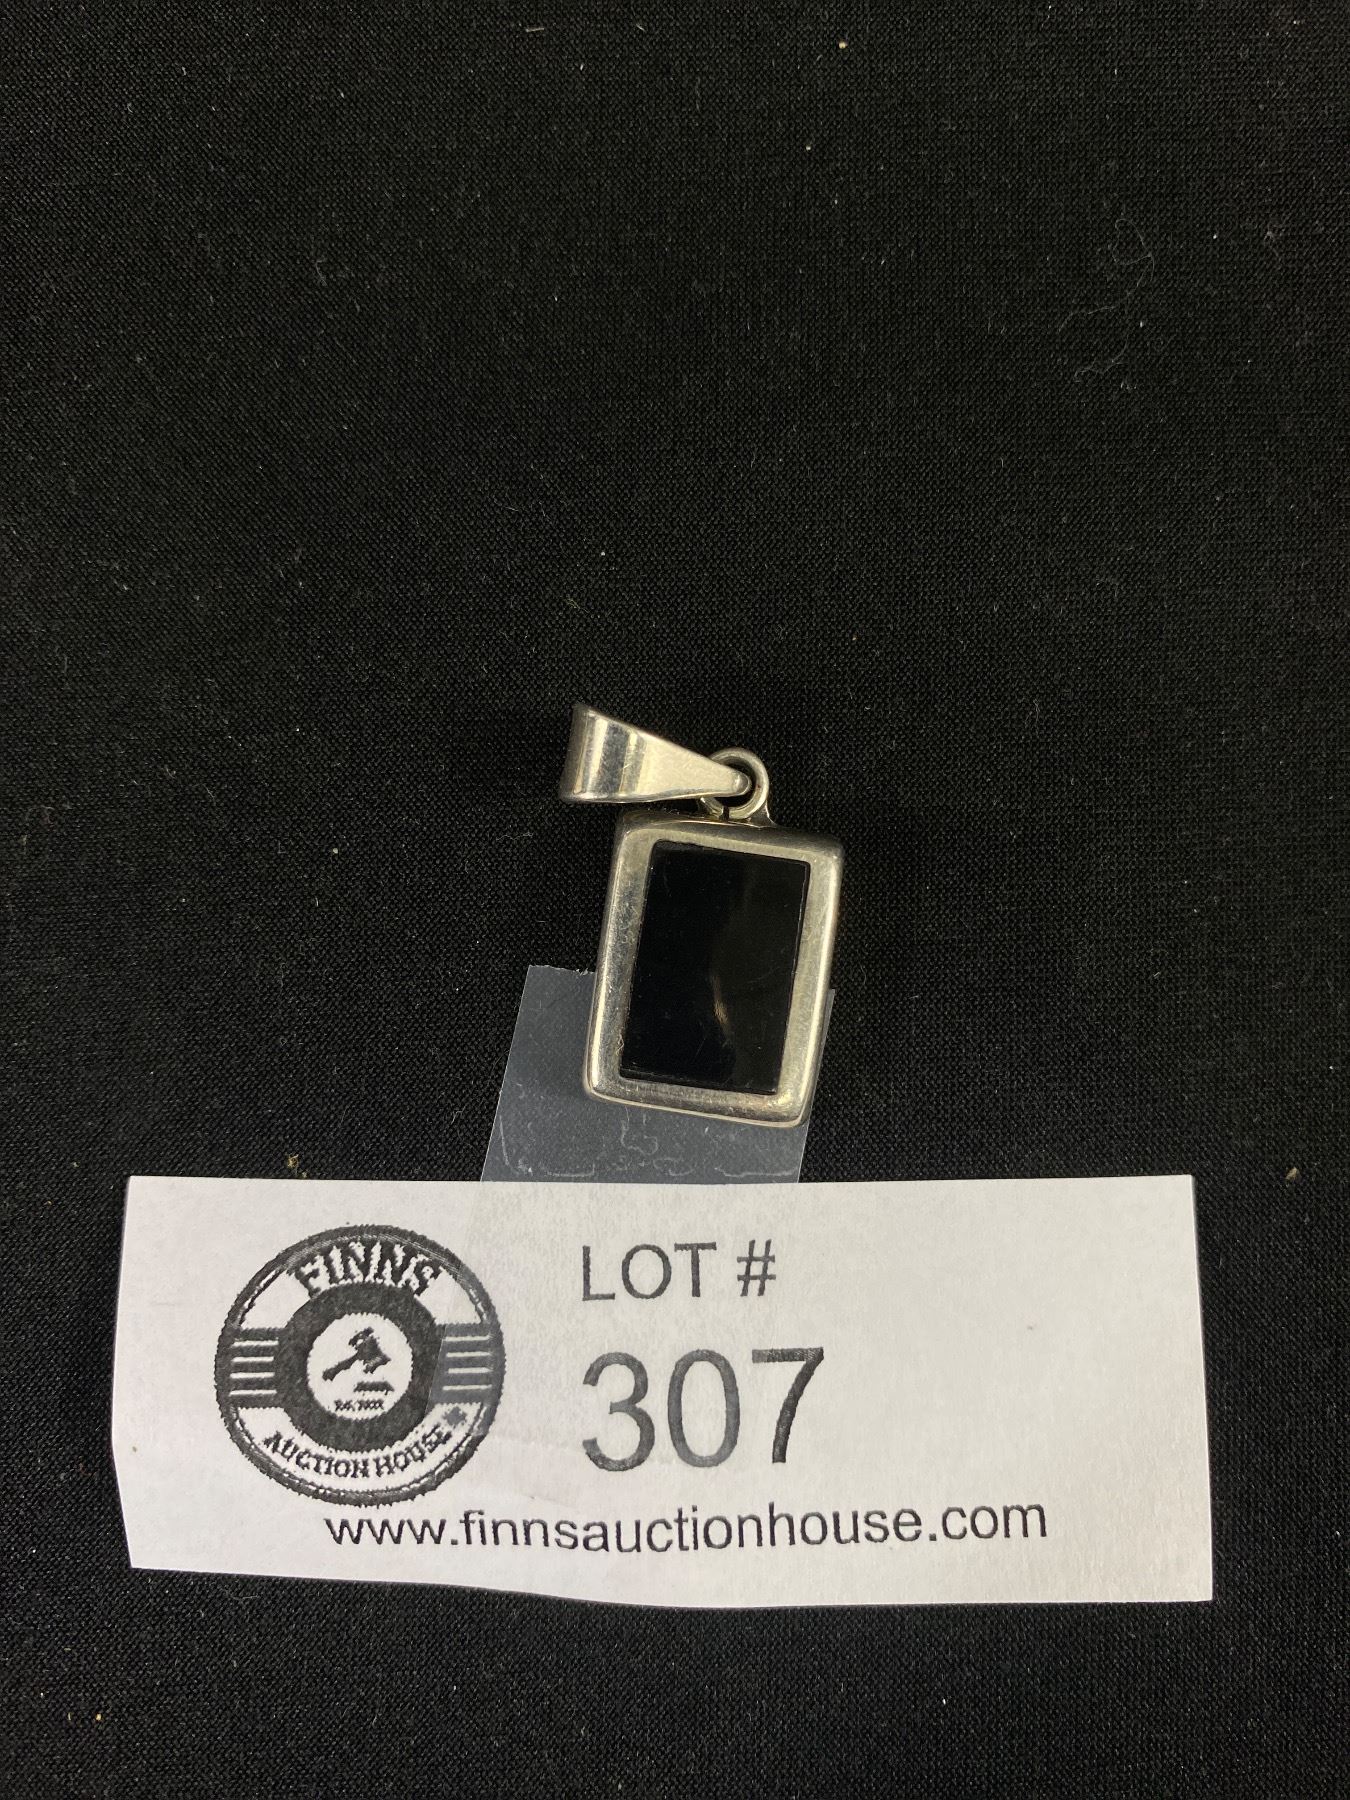 FINNS
AUCTION HOUSE
LOT #
307
www.finnsauctionhouse.com